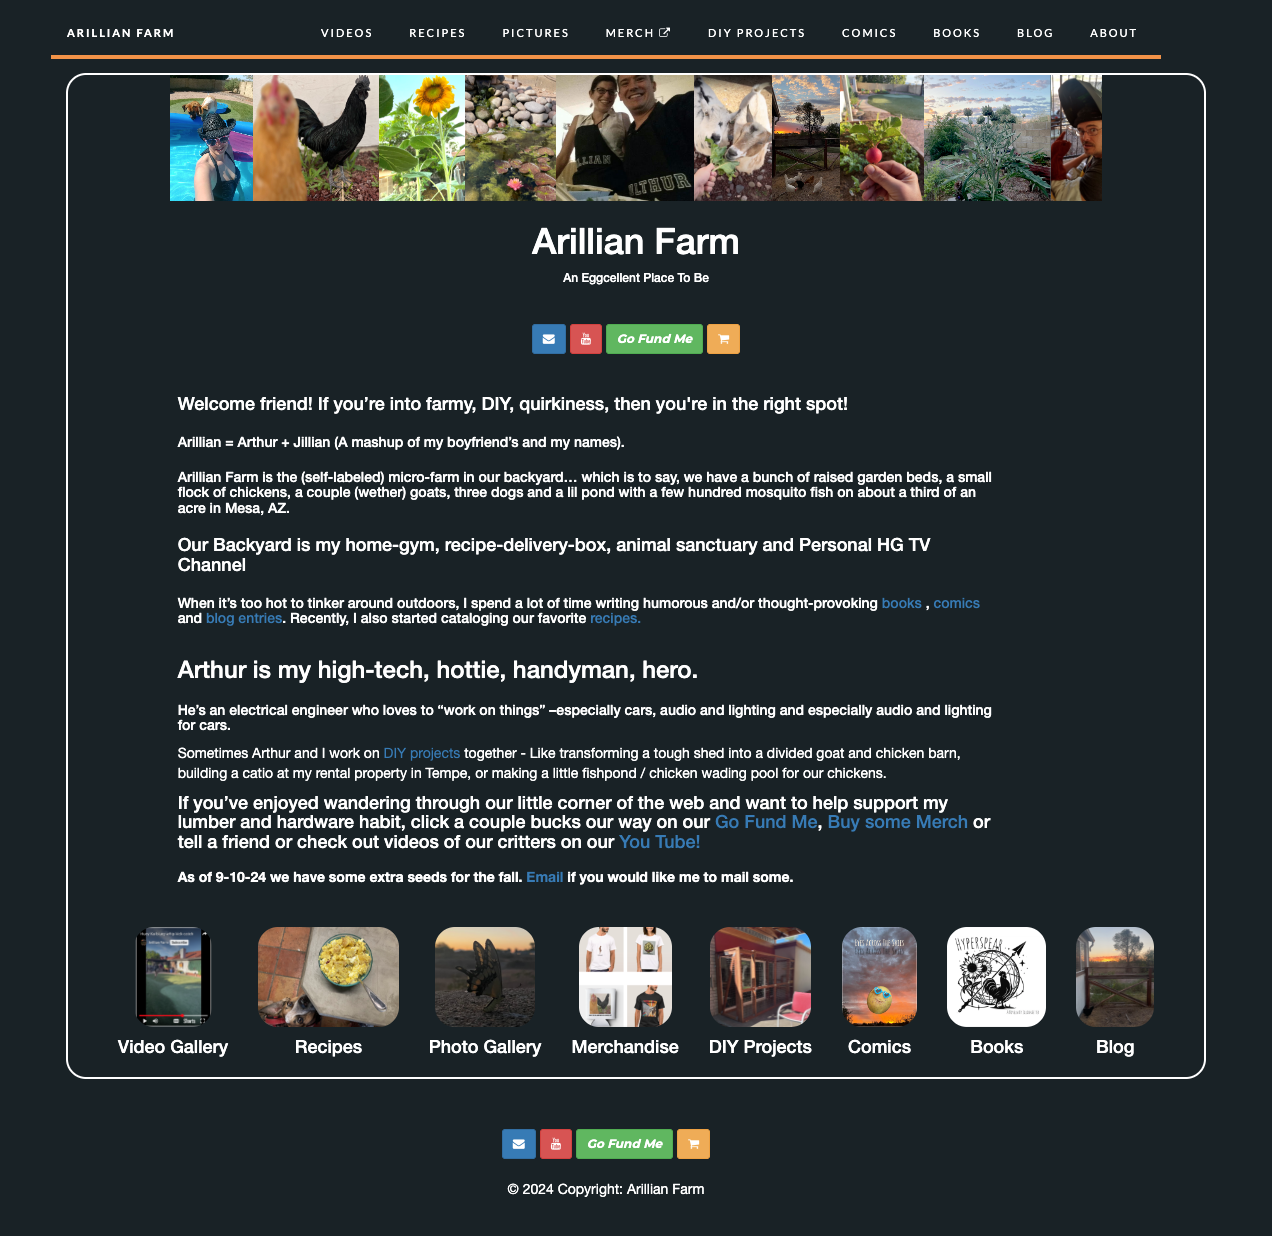 ARILLIAN FARM
VIDEOS
RECIPES
PICTURES
MERCH
DIY PROJECTS
COMICS
BOOKS
BLOG
ABOUT
LLIAN
ILTHUR
Arillian Farm
An Eggcellent Place To Be
Go Fund Me
Welcome friend! If you’re into farmy, DIY, quirkiness, then you're in the right spot!
Arillian = Arthur + Jillian (A mashup of my boyfriend’s and my names).
Arillian Farm is the (self-labeled) micro-farm in our backyard… which is to say, we have a bunch of raised garden beds, a small
flock of chickens, a couple (wether) goats, three dogs and a lil pond with a few hundred mosquito fish on about a third of an
acre in Mesa, AZ.
Our Backyard is my home-gym, recipe-delivery-box, animal sanctuary and Personal HG TV
Channel
When it’s too hot to tinker around outdoors, I spend a lot of time writing humorous and/or thought-provoking books , comics
and blog entries. Recently, I also started cataloging our favorite recipes.
Arthur is my high-tech, hottie, handyman, hero.
He’s an electrical engineer who loves to “work on things” –especially cars, audio and lighting and especially audio and lighting
for cars.
Sometimes Arthur and I work on DIY projects together - Like transforming a tough shed into a divided goat and chicken barn,
building a catio at my rental property in Tempe, or making a little fishpond / chicken wading pool for our chickens.
If you’ve enjoyed wandering through our little corner of the web and want to help support my
lumber and hardware habit, click a couple bucks our way on our Go Fund Me, Buy some Merch or
tell a friend or check out videos of our critters on our You Tube!
As of 9-10-24 we have some extra seeds for the fall. Email if you would like me to mail some.
Shorts
EYES ACROSS THE SKIES
HYPERSPEAR
Video Gallery
Recipes
Photo Gallery
Merchandise
DIY Projects
Comics
Books
Blog
Go Fund Me
© 2024 Copyright: Arillian Farm